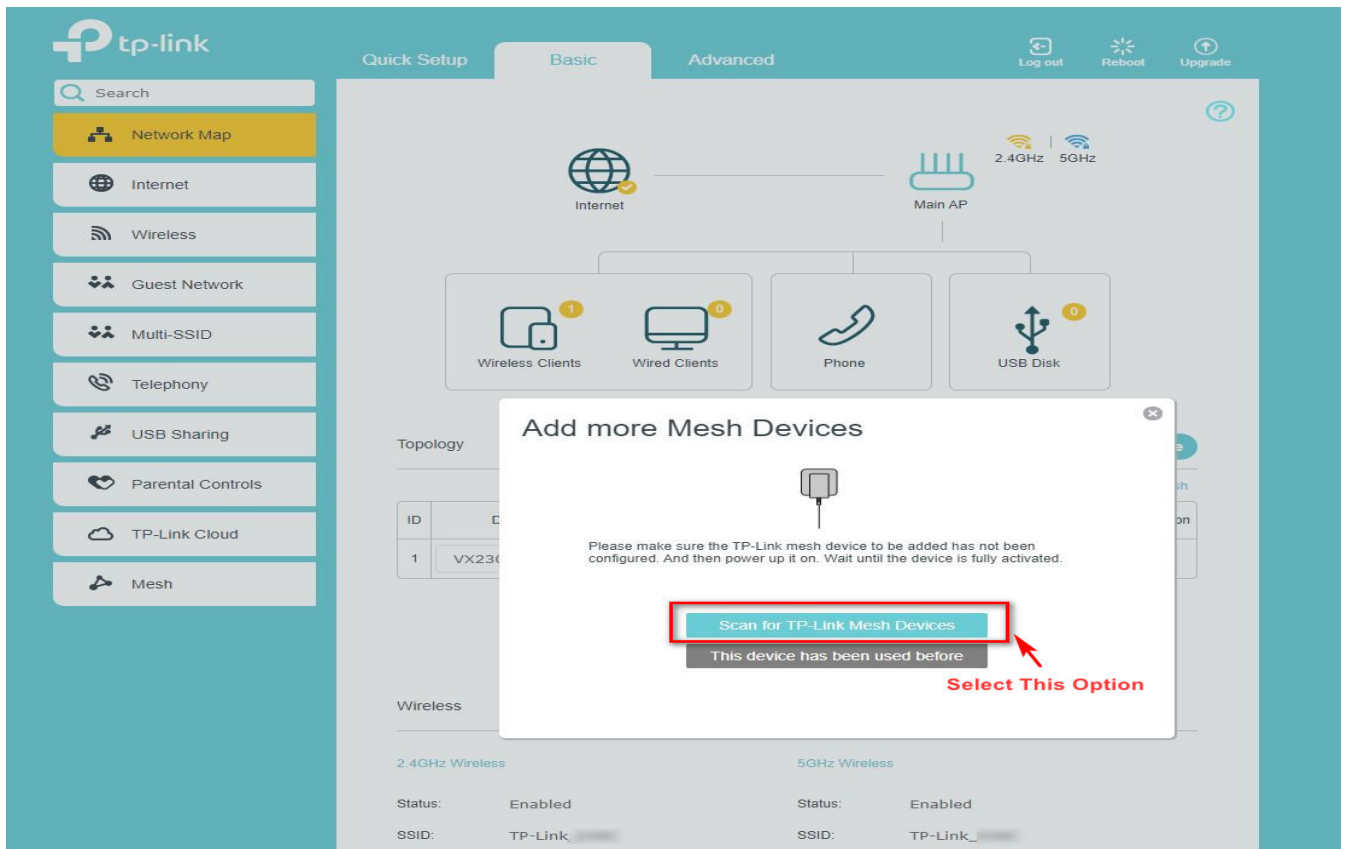 tp-link
Quick Setup
Basic
Advanced
Log out
Reboot
Upgrade
Search
Network Map
Internet
Wireless
Guest Network
Multi-SSID
Telephony
USB Sharing
Parental Controls
TP-Link Cloud
Mesh
2.4GHz 5GHz
Internet
Main AP
1
0
0
Wireless Clients
Wired Clients
Phone
USB Disk
Topology
Add more Mesh Devices
Please make sure the TP-Link mesh device to be added has not been
configured. And then power up it on. Wait until the device is fully activated.
Scan for TP-Link Mesh Devices
This device has been used before
Select This Option
ID
1
VX230
Wireless
2.4GHz Wireless
5GHz Wireless
Status: Enabled
Status: Enabled
SSID: TP-Link_
SSID: TP-Link_